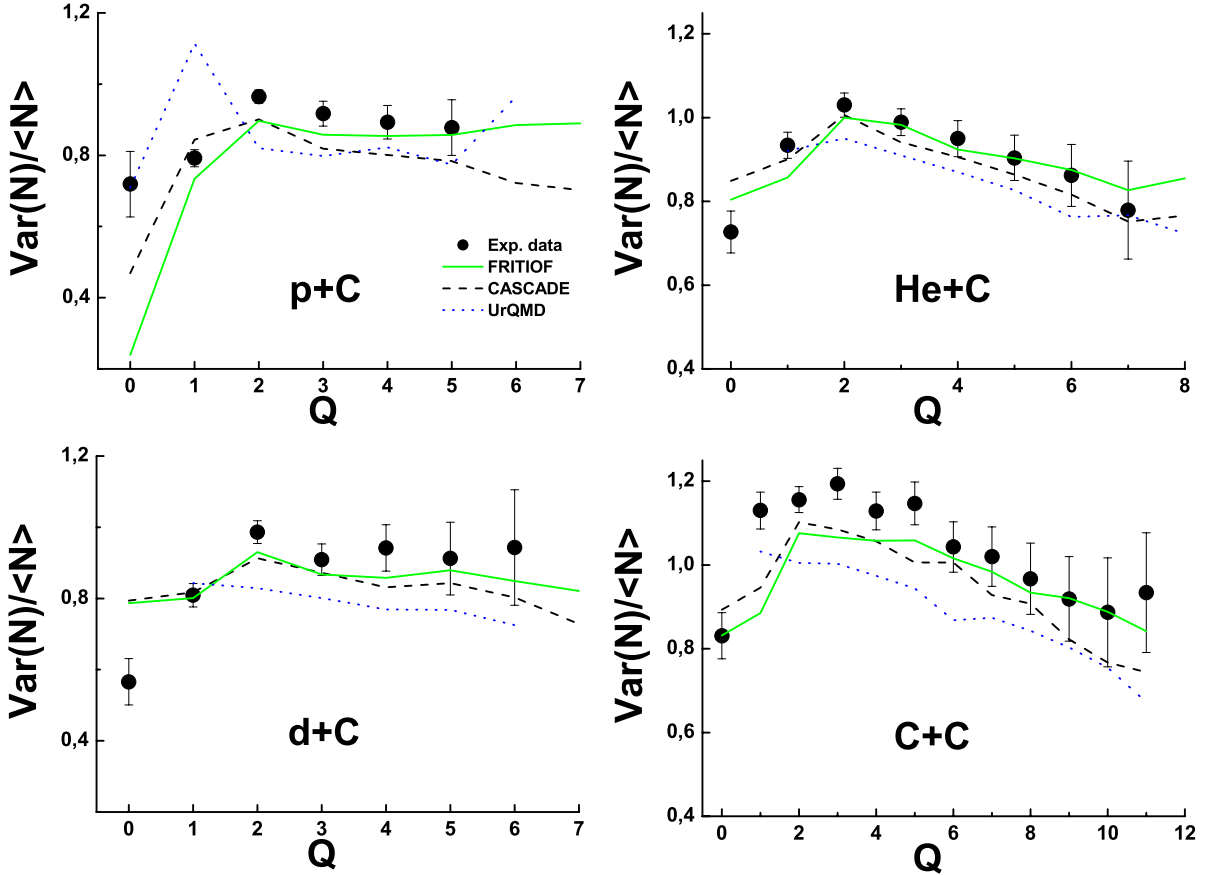 1,2
0,8
0,4
Var(N)/<N>
0 1 2 3 4 5 6 7
Q
p+C
Exp. data
FRITIOF
CASCADE
UrQMD
1,2
1,0
0,8
0,6
0,4
Var(N)/<N>
0 2 4 6 8
Q
He+C
1,2
0,8
0,4
Var(N)/<N>
0 1 2 3 4 5 6 7
Q
d+C
1,2
1,0
0,8
0,6
0,4
Var(N)/<N>
0 2 4 6 8 10 12
Q
C+C